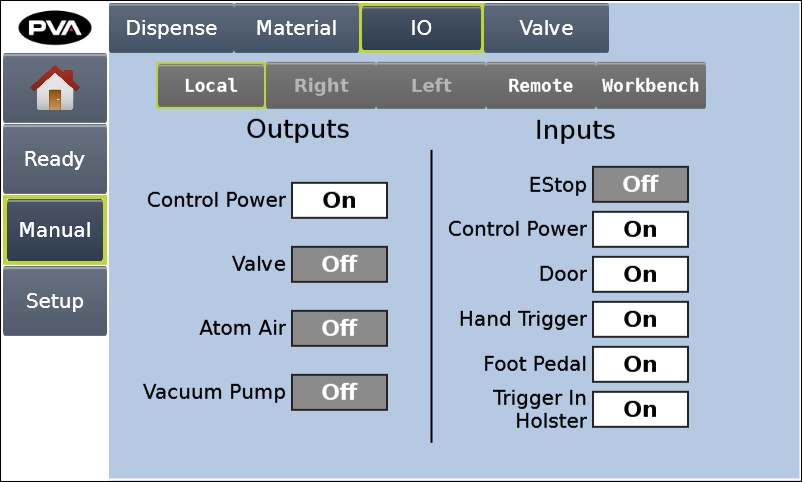 PVA
Dispense Material IO Valve
Local Right Left Remote Workbench
Ready
Manual
Setup
Outputs
Control Power On
Valve Off
Atom Air Off
Vacuum Pump Off
Inputs
EStop Off
Control Power On
Door On
Hand Trigger On
Foot Pedal On
Trigger In
Holster On